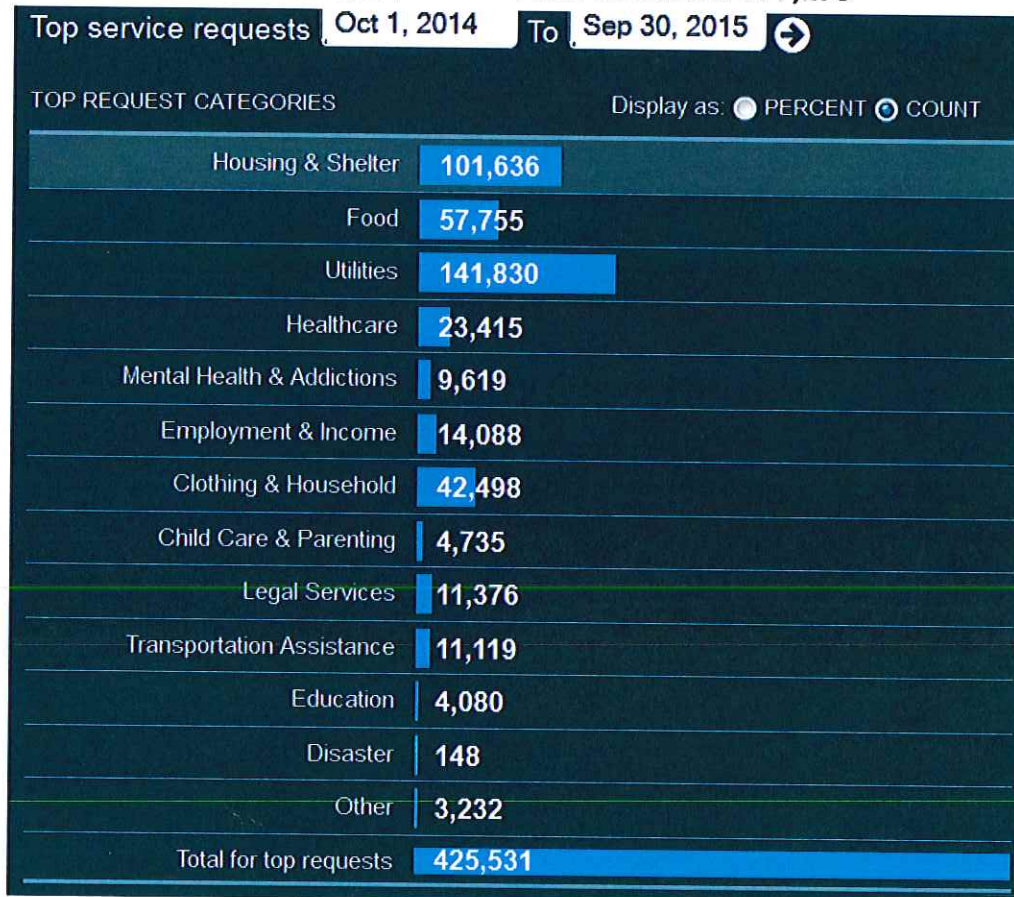 Top service requests Oct 1, 2014 To Sep 30, 2015
TOP REQUEST CATEGORIES Display as: PERCENT COUNT
Housing & Shelter 101,636
Food 57,755
Utilities 141,830
Healthcare 23,415
Mental Health & Addictions 9,619
Employment & Income 14,088
Clothing & Household 42,498
Child Care & Parenting 4,735
Legal Services 11,376
Transportation Assistance 11,119
Education 4,080
Disaster 148
Other 3,232
Total for top requests 425,531